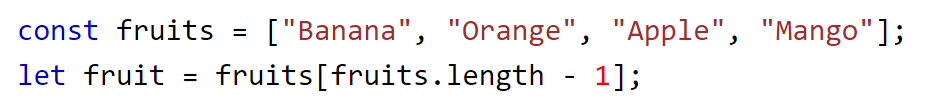 const fruits = ["Banana", "Orange", "Apple", "Mango"];
let fruit = fruits[fruits.length - 1];